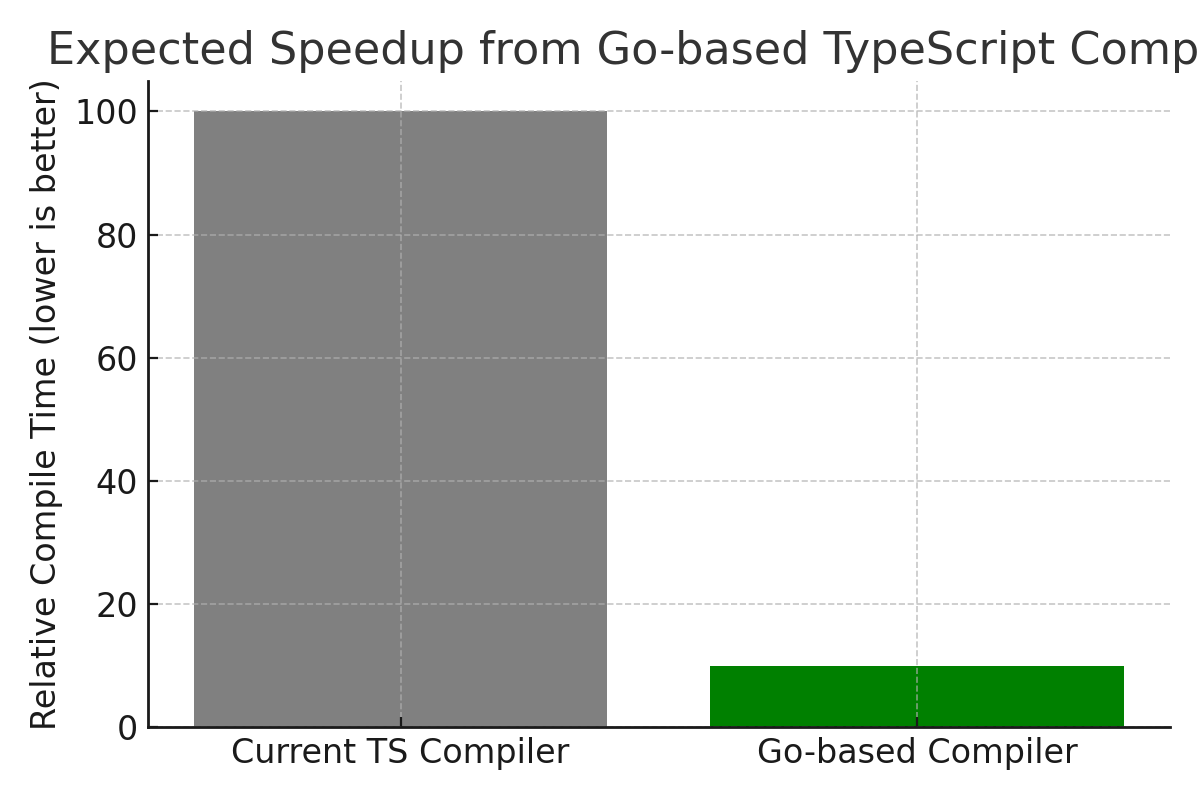 Expected Speedup from Go-based TypeScript Comp
Relative Compile Time (lower is better)
100
80
60
40
20
0
Current TS Compiler
Go-based Compiler